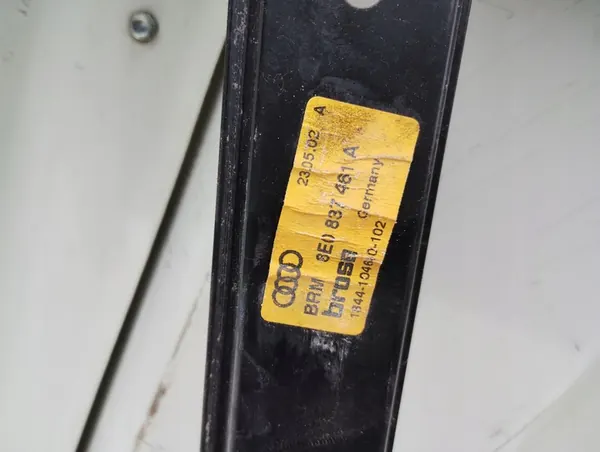 23.05.02 A
BRM 8E0 837 461 A
brose Germany
1844-10460-102